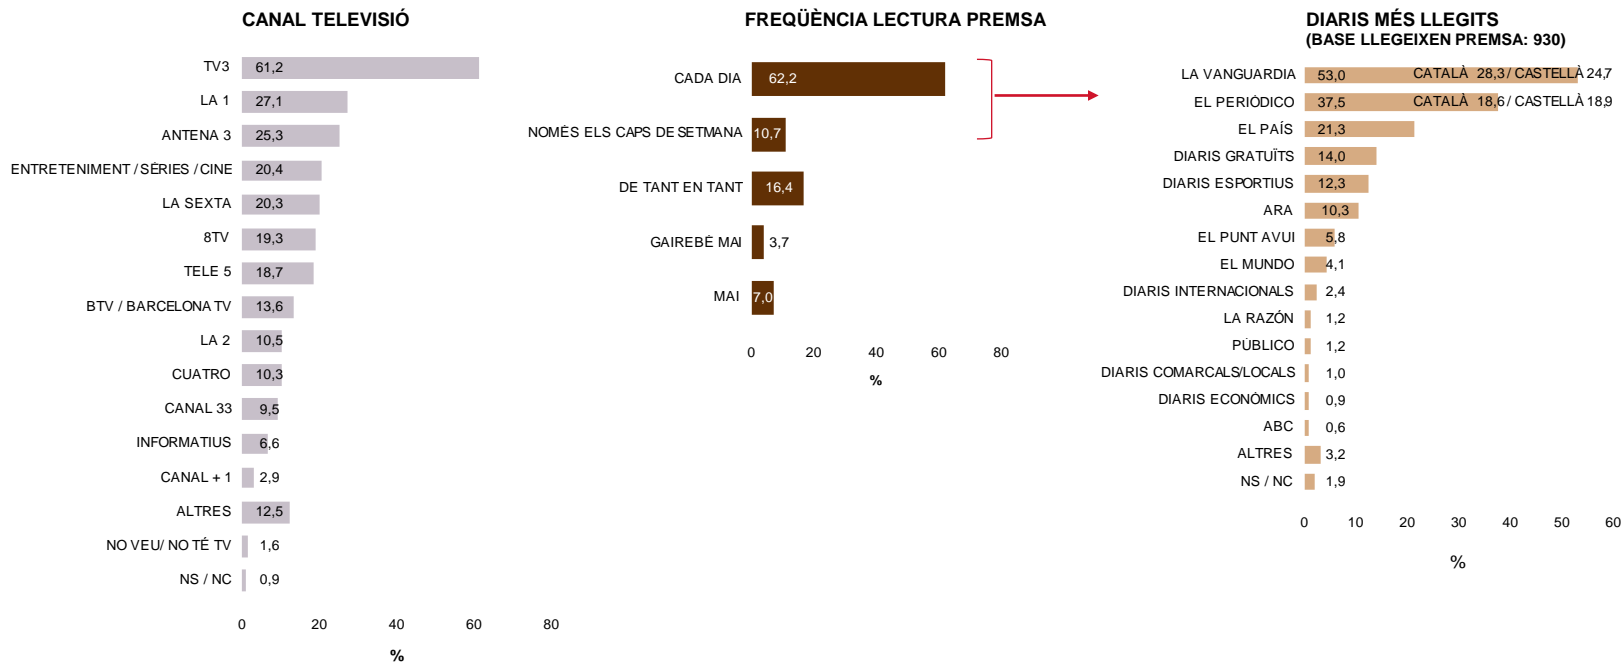 CANAL TELEVISIÓ
TV3 61,2
LA 1 27,1
ANTENA 3 25,3
ENTRETENIMENT / SÈRIES / CINE 20,4
LA SEXTA 20,3
8TV 19,3
TELE 5 18,7
BTV / BARCELONA TV 13,6
LA 2 10,5
CUATRO 10,3
CANAL 33 9,5
INFORMATIUS 6,6
CANAL + 1 2,9
ALTRES 12,5
NO VEU/ NO TÉ TV 1,6
NS / NC 0,9
0 20 40 60 80
%
FREQÜÈNCIA LECTURA PREMSA
CADA DIA 62,2
NOMÉS ELS CAPS DE SETMANA 10,7
DE TANT EN TANT 16,4
GAIREBÉ MAI 3,7
MAI 7,0
0 20 40 60 80
%
DIARIS MÉS LLEGITS
(BASE LLEGEIXEN PREMSA: 930)
LA VANGUARDIA 53,0 CATALÀ 28,3 / CASTELLÀ 24,7
EL PERIÓDICO 37,5 CATALÀ 18,6 / CASTELLÀ 18,9
EL PAÍS 21,3
DIARIS GRATUÏTS 14,0
DIARIS ESPORTIUS 12,3
ARA 10,3
EL PUNT AVUI 5,8
EL MUNDO 4,1
DIARIS INTERNACIONALS 2,4
LA RAZÓN 1,2
PÚBLICO 1,2
DIARIS COMARCALS/LOCALS 1,0
DIARIS ECONÒMICS 0,9
ABC 0,6
ALTRES 3,2
NS / NC 1,9
0 10 20 30 40 50 60
%